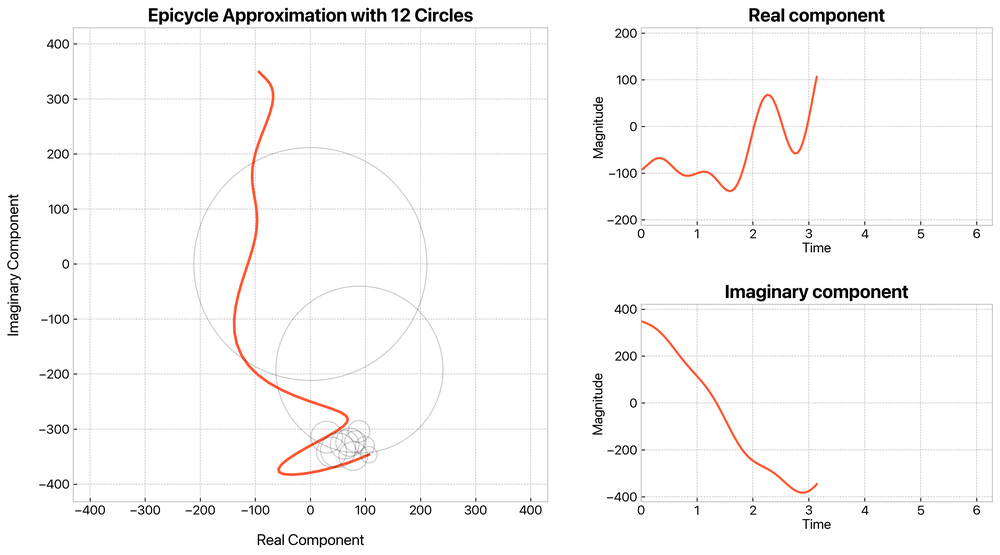 Epicycle Approximation with 12 Circles
400
300
200
100
0
−100
−200
−300
−400
Imaginary Component
−400 −300 −200 −100 0 100 200 300 400
Real Component
Real component
200
100
0
−100
−200
Magnitude
0 1 2 3 4 5 6
Time
Imaginary component
400
200
0
−200
−400
Magnitude
0 1 2 3 4 5 6
Time